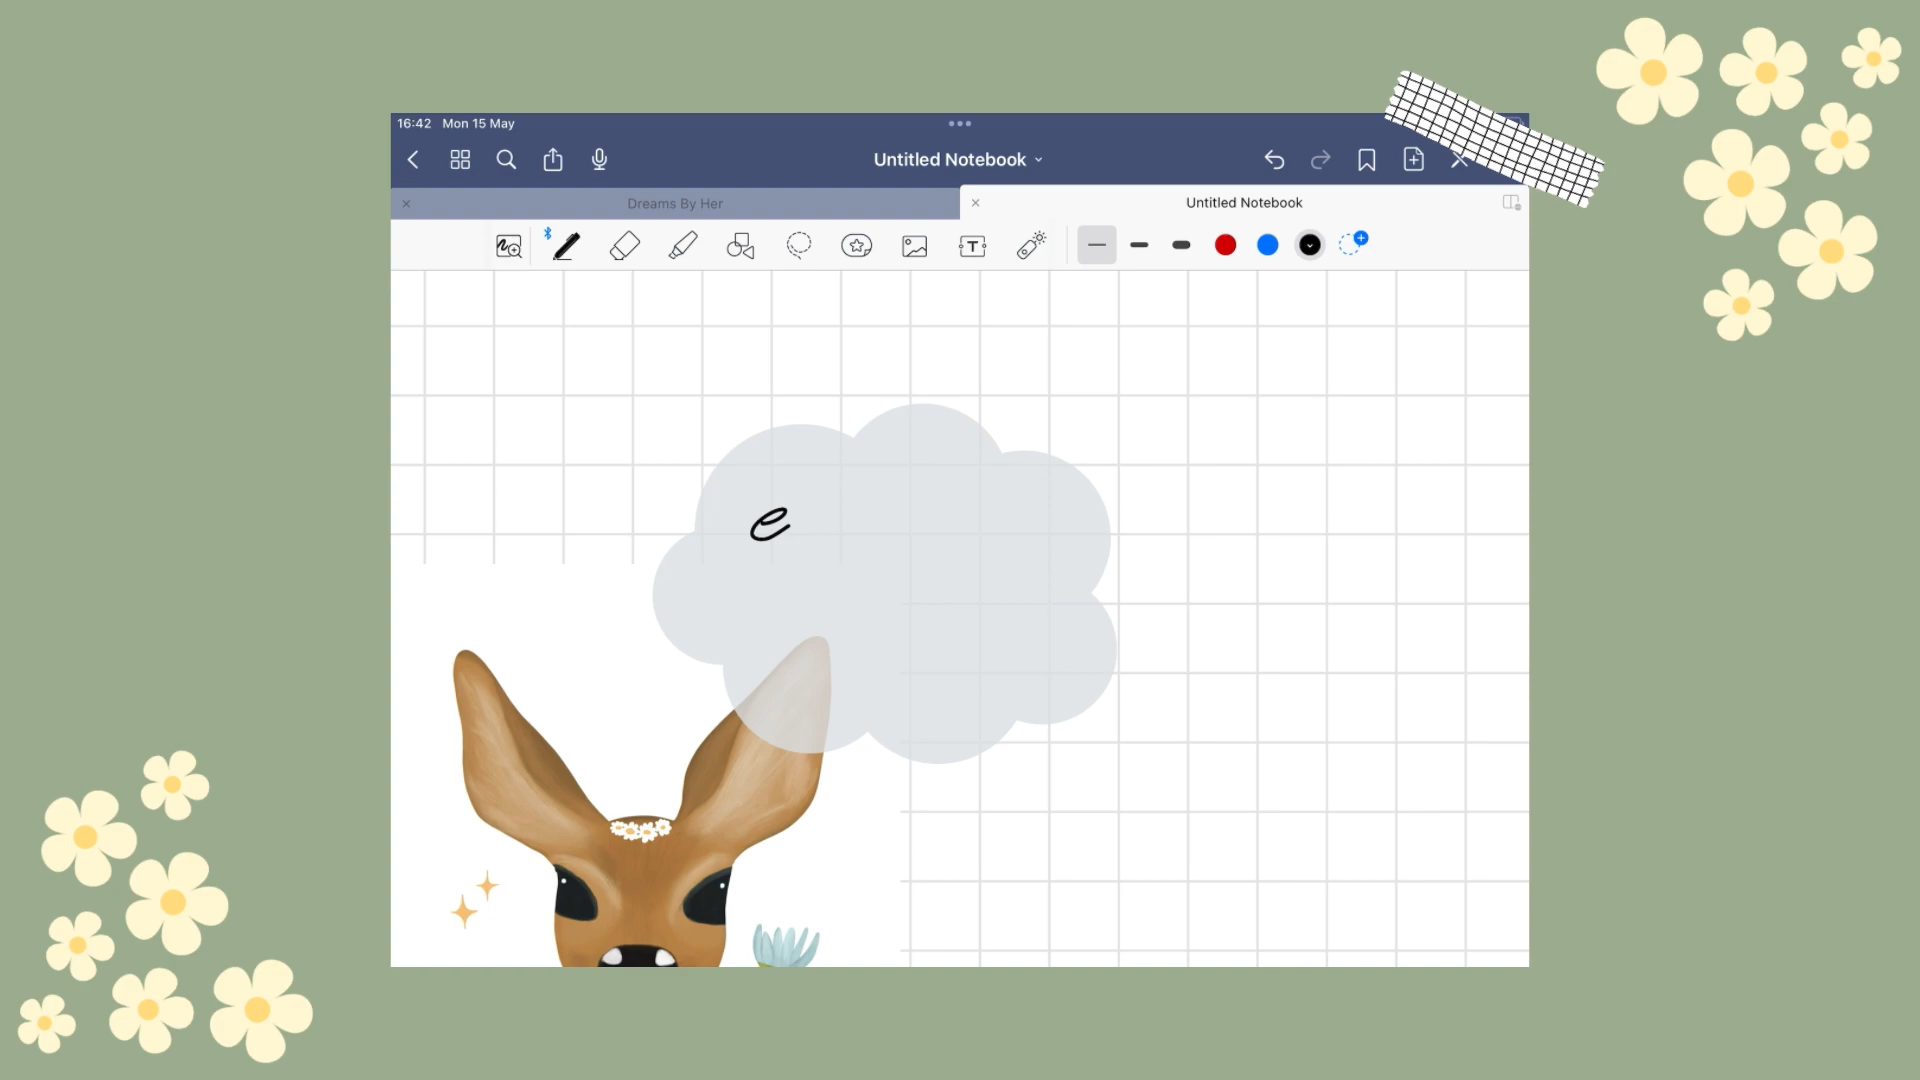 16:42 Mon 15 May
Untitled Notebook
Dreams By Her
Untitled Notebook
T
e